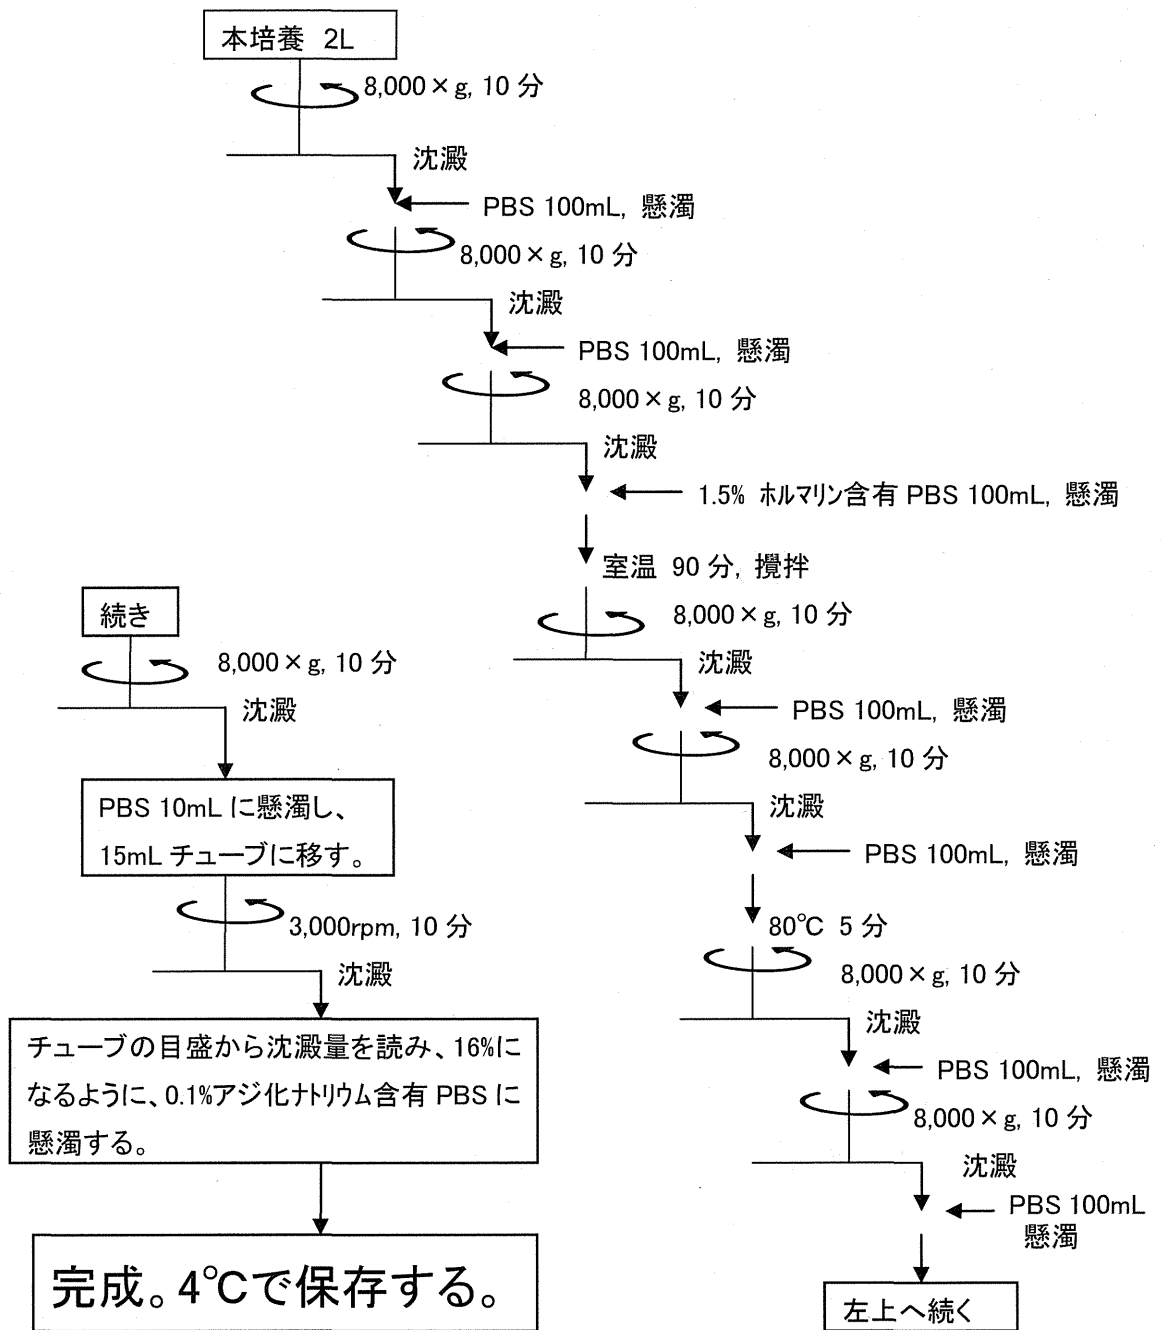 本培養 2L
8,000×g, 10 分
沈澱
PBS 100mL, 懸濁
8,000×g, 10 分
沈澱
PBS 100mL, 懸濁
8,000×g, 10 分
沈澱
1.5% ホルマリン含有 PBS 100mL, 懸濁
室温 90 分, 攪拌
8,000×g, 10 分
沈澱
PBS 100mL, 懸濁
8,000×g, 10 分
沈澱
PBS 100mL, 懸濁
80℃ 5 分
8,000×g, 10 分
沈澱
PBS 100mL, 懸濁
8,000×g, 10 分
沈澱
PBS 100mL
懸濁
左上へ続く
続き
8,000×g, 10 分
沈澱
PBS 10mL に懸濁し、
15mL チューブに移す。
3,000rpm, 10 分
沈澱
チューブの目盛から沈澱量を読み、16%に
なるように、0.1%アジ化ナトリウム含有 PBS に
懸濁する。
完成。4℃で保存する。